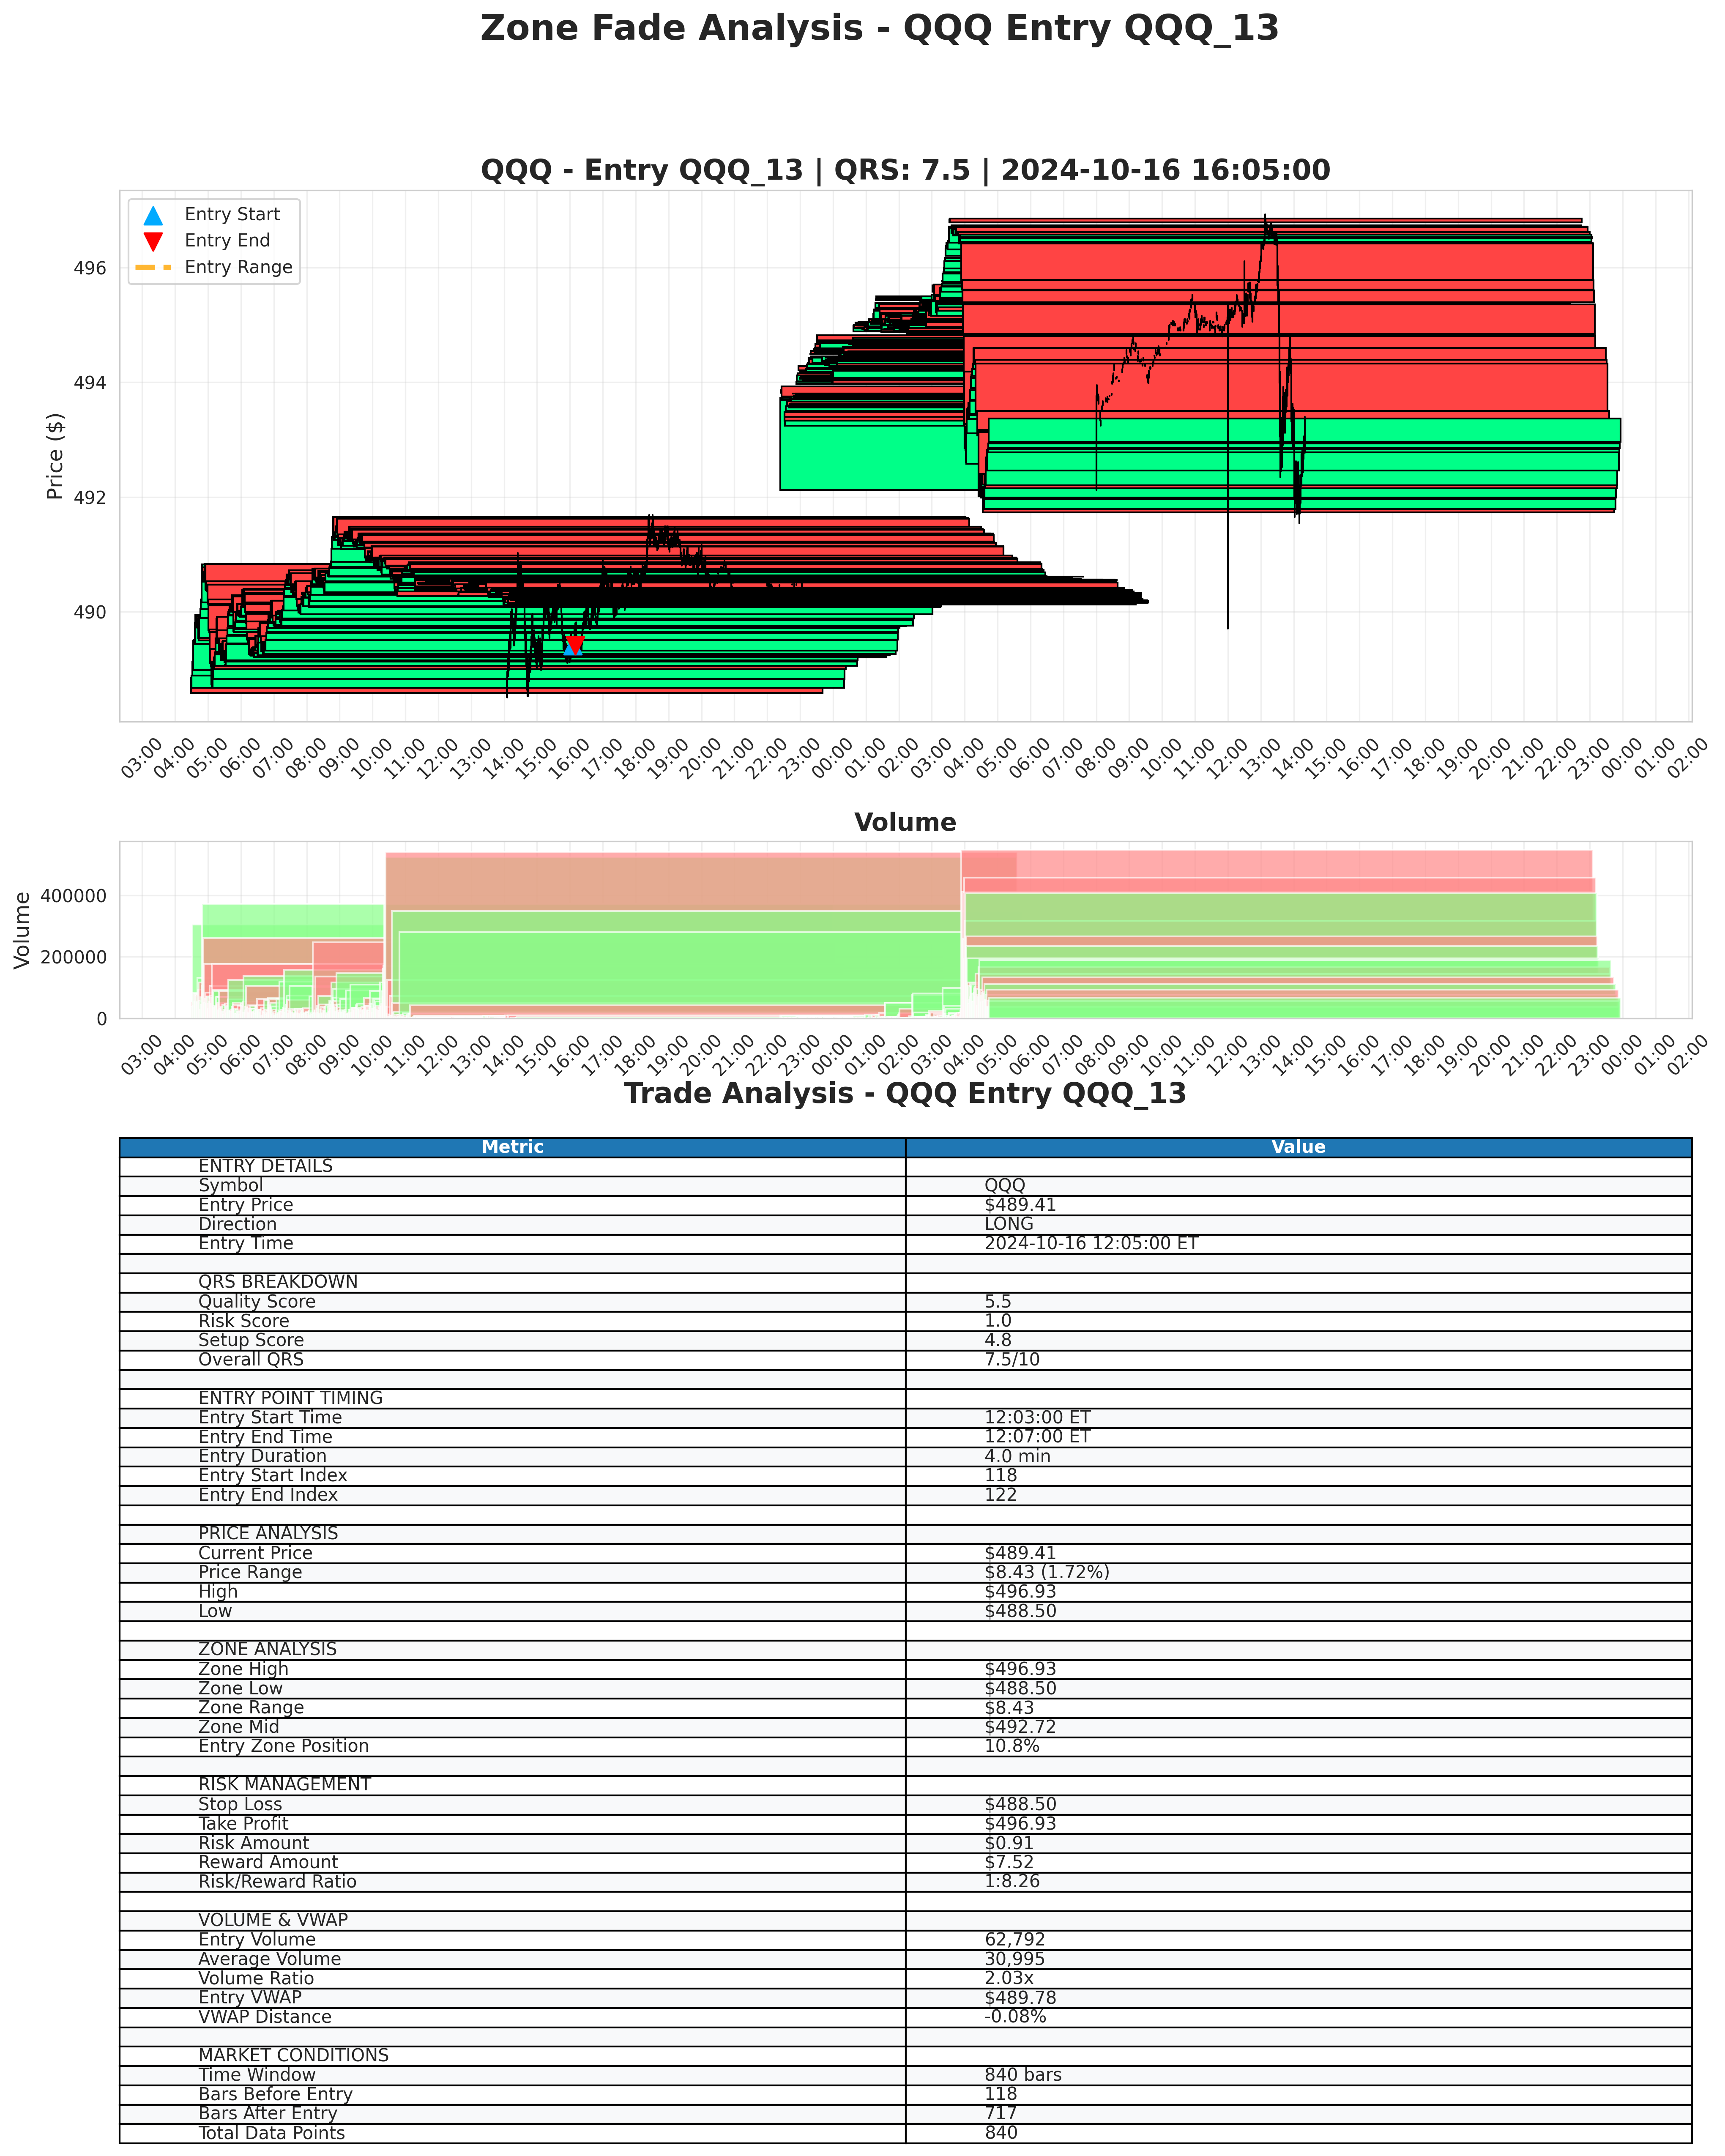 Zone Fade Analysis - QQQ Entry QQQ_13
QQQ - Entry QQQ_13 | QRS: 7.5 | 2024-10-16 16:05:00
Entry Start
Entry End
Entry Range
Price ($)
496
494
492
490
03:00 04:00 05:00 06:00 07:00 08:00 09:00 10:00 11:00 12:00 13:00 14:00 15:00 16:00 17:00 18:00 19:00 20:00 21:00 22:00 23:00 00:00 01:00 02:00 03:00 04:00 05:00 06:00 07:00 08:00 09:00 10:00 11:00 12:00 13:00 14:00 15:00 16:00 17:00 18:00 19:00 20:00 21:00 22:00 23:00 00:00 01:00 02:00
Volume
Volume
400000
200000
0
03:00 04:00 05:00 06:00 07:00 08:00 09:00 10:00 11:00 12:00 13:00 14:00 15:00 16:00 17:00 18:00 19:00 20:00 21:00 22:00 23:00 00:00 01:00 02:00 03:00 04:00 05:00 06:00 07:00 08:00 09:00 10:00 11:00 12:00 13:00 14:00 15:00 16:00 17:00 18:00 19:00 20:00 21:00 22:00 23:00 00:00 01:00 02:00
Trade Analysis - QQQ Entry QQQ_13
Metric Value
ENTRY DETAILS
Symbol QQQ
Entry Price $489.41
Direction LONG
Entry Time 2024-10-16 12:05:00 ET
QRS BREAKDOWN
Quality Score 5.5
Risk Score 1.0
Setup Score 4.8
Overall QRS 7.5/10
ENTRY POINT TIMING
Entry Start Time 12:03:00 ET
Entry End Time 12:07:00 ET
Entry Duration 4.0 min
Entry Start Index 118
Entry End Index 122
PRICE ANALYSIS
Current Price $489.41
Price Range $8.43 (1.72%)
High $496.93
Low $488.50
ZONE ANALYSIS
Zone High $496.93
Zone Low $488.50
Zone Range $8.43
Zone Mid $492.72
Entry Zone Position 10.8%
RISK MANAGEMENT
Stop Loss $488.50
Take Profit $496.93
Risk Amount $0.91
Reward Amount $7.52
Risk/Reward Ratio 1:8.26
VOLUME & VWAP
Entry Volume 62,792
Average Volume 30,995
Volume Ratio 2.03x
Entry VWAP $489.78
VWAP Distance -0.08%
MARKET CONDITIONS
Time Window 840 bars
Bars Before Entry 118
Bars After Entry 717
Total Data Points 840